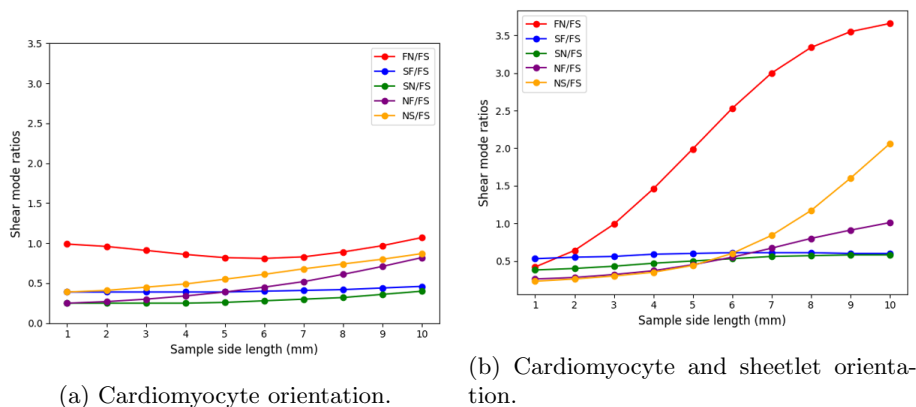 3.5
3.0
2.5
2.0
1.5
1.0
0.5
0.0
Shear mode ratios
FN/FS
SF/FS
SN/FS
NF/FS
NS/FS
1 2 3 4 5 6 7 8 9 10
Sample side length (mm)
(a) Cardiomyocyte orientation.
3.5
3.0
2.5
2.0
1.5
1.0
0.5
Shear mode ratios
FN/FS
SF/FS
SN/FS
NF/FS
NS/FS
1 2 3 4 5 6 7 8 9 10
Sample side length (mm)
(b) Cardiomyocyte and sheetlet orienta-
tion.